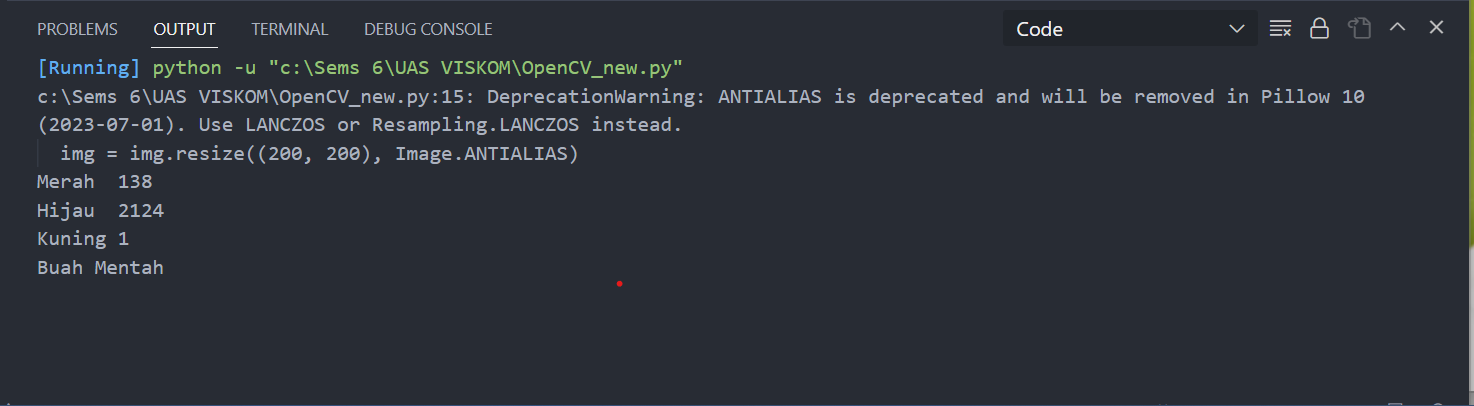 PROBLEMS OUTPUT TERMINAL DEBUG CONSOLE Code
[Running] python -u "c:\Sems 6\UAS VISKOM\OpenCV_new.py"
c:\Sems 6\UAS VISKOM\OpenCV_new.py:15: DeprecationWarning: ANTIALIAS is deprecated and will be removed in Pillow 10
(2023-07-01). Use LANCZOS or Resampling.LANCZOS instead.
  img = img.resize((200, 200), Image.ANTIALIAS)
Merah  138
Hijau  2124
Kuning 1
Buah Mentah